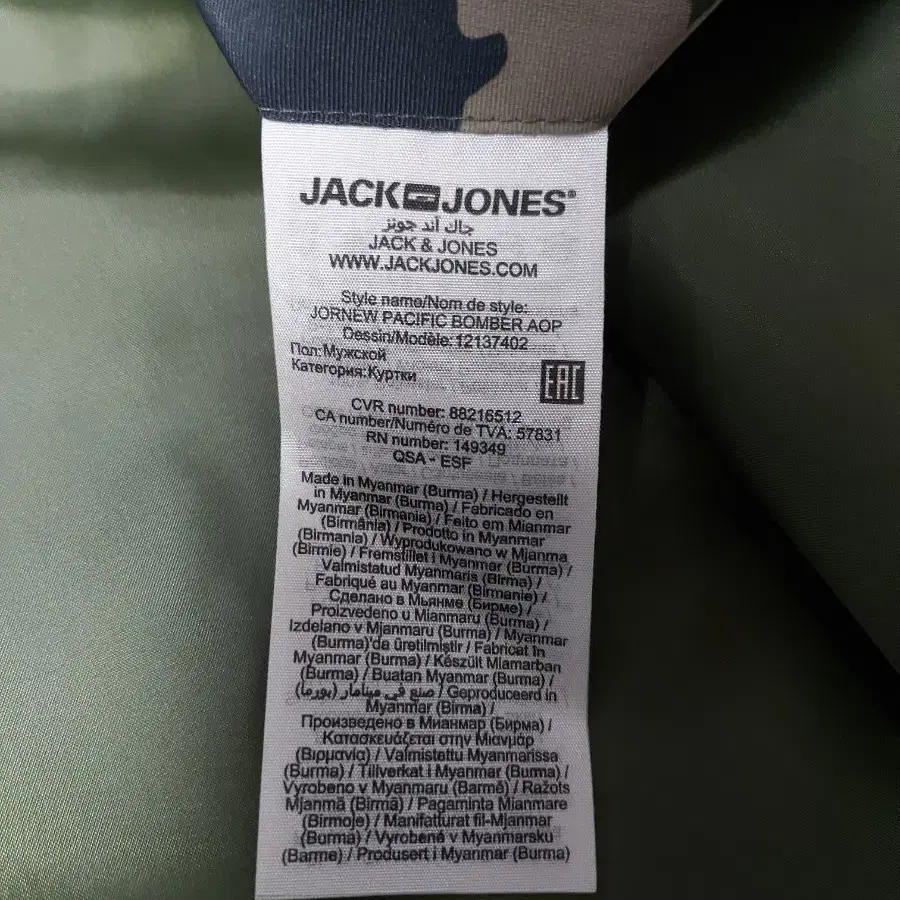 JACK JONES®
جاك أند جونز
JACK & JONES
WWW.JACKJONES.COM
Style name/Nom de style:
JORNEW PACIFIC BOMBER AOP
Dessin/Modèle: 12137402
Пол:Мужской
Категория:Куртки
EAC
CVR number: 88216512
CA number/Numéro de TVA: 57831
RN number: 149349
QSA - ESF
Made in Myanmar (Burma) / Hergestellt
in Myanmar (Burma) / Fabricado en
Myanmar (Birmania) / Feito em Mianmar
(Birmânia) / Prodotto in Myanmar
(Birmania) / Wyprodukowano w Mjanma
(Birmie) / Fremstillet i Myanmar (Burma) /
Valmistatud Myanmaris (Birma) /
Fabriqué au Myanmar (Birmanie) /
Сделано в Мьянме (Бирме) /
Proizvedeno u Mianmaru (Burma) /
Izdelano v Mjanmaru (Burma) / Myanmar
(Burma)'da üretilmiştir / Fabricat în
Myanmar (Burma) / Készült Miamarban
(Burma) / Buatan Myanmar (Burma) /
صنع في مينامار (بورما) / Geproduceerd in
Myanmar (Birma) /
Произведено в Мианмар (Бирма) /
Κατασκευάζεται στην Μιανμάρ
(Βιρμανία) / Valmistettu Myanmarissa
(Burma) / Tillverkat i Myanmar (Burma) /
Vyrobeno v Myanmaru (Barmě) / Ražots
Mjanmā (Birmā) / Pagaminta Mianmare
(Birmoje) / Manifatturat fil-Mjanmar
(Burma) / Vyrobené v Myanmarsku
(Barme) / Produsert i Myanmar (Burma)